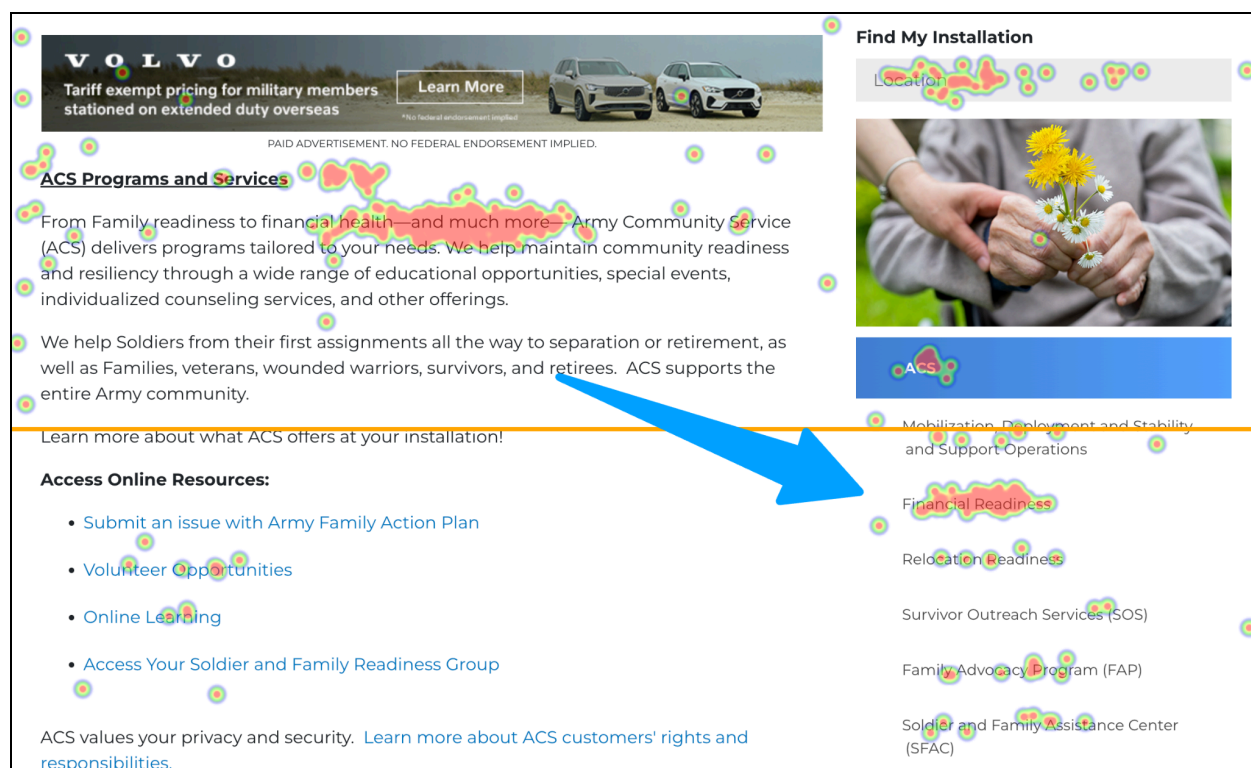 VOLVO
Tariff exempt pricing for military members
stationed on extended duty overseas
Learn More
*No federal endorsement implied
PAID ADVERTISEMENT. NO FEDERAL ENDORSEMENT IMPLIED.
ACS Programs and Services
From Family readiness to financial health—and much more— Army Community Service
(ACS) delivers programs tailored to your needs. We help maintain community readiness
and resiliency through a wide range of educational opportunities, special events,
individualized counseling services, and other offerings.
We help Soldiers from their first assignments all the way to separation or retirement, as
well as Families, veterans, wounded warriors, survivors, and retirees.  ACS supports the
entire Army community.
Learn more about what ACS offers at your installation!
Access Online Resources:
• Submit an issue with Army Family Action Plan
• Volunteer Opportunities
• Online Learning
• Access Your Soldier and Family Readiness Group
ACS values your privacy and security.  Learn more about ACS customers' rights and
responsibilities.
Find My Installation
Location
ACS
Mobilization, Deployment and Stability
and Support Operations
Financial Readiness
Relocation Readiness
Survivor Outreach Services (SOS)
Family Advocacy Program (FAP)
Soldier and Family Assistance Center
(SFAC)